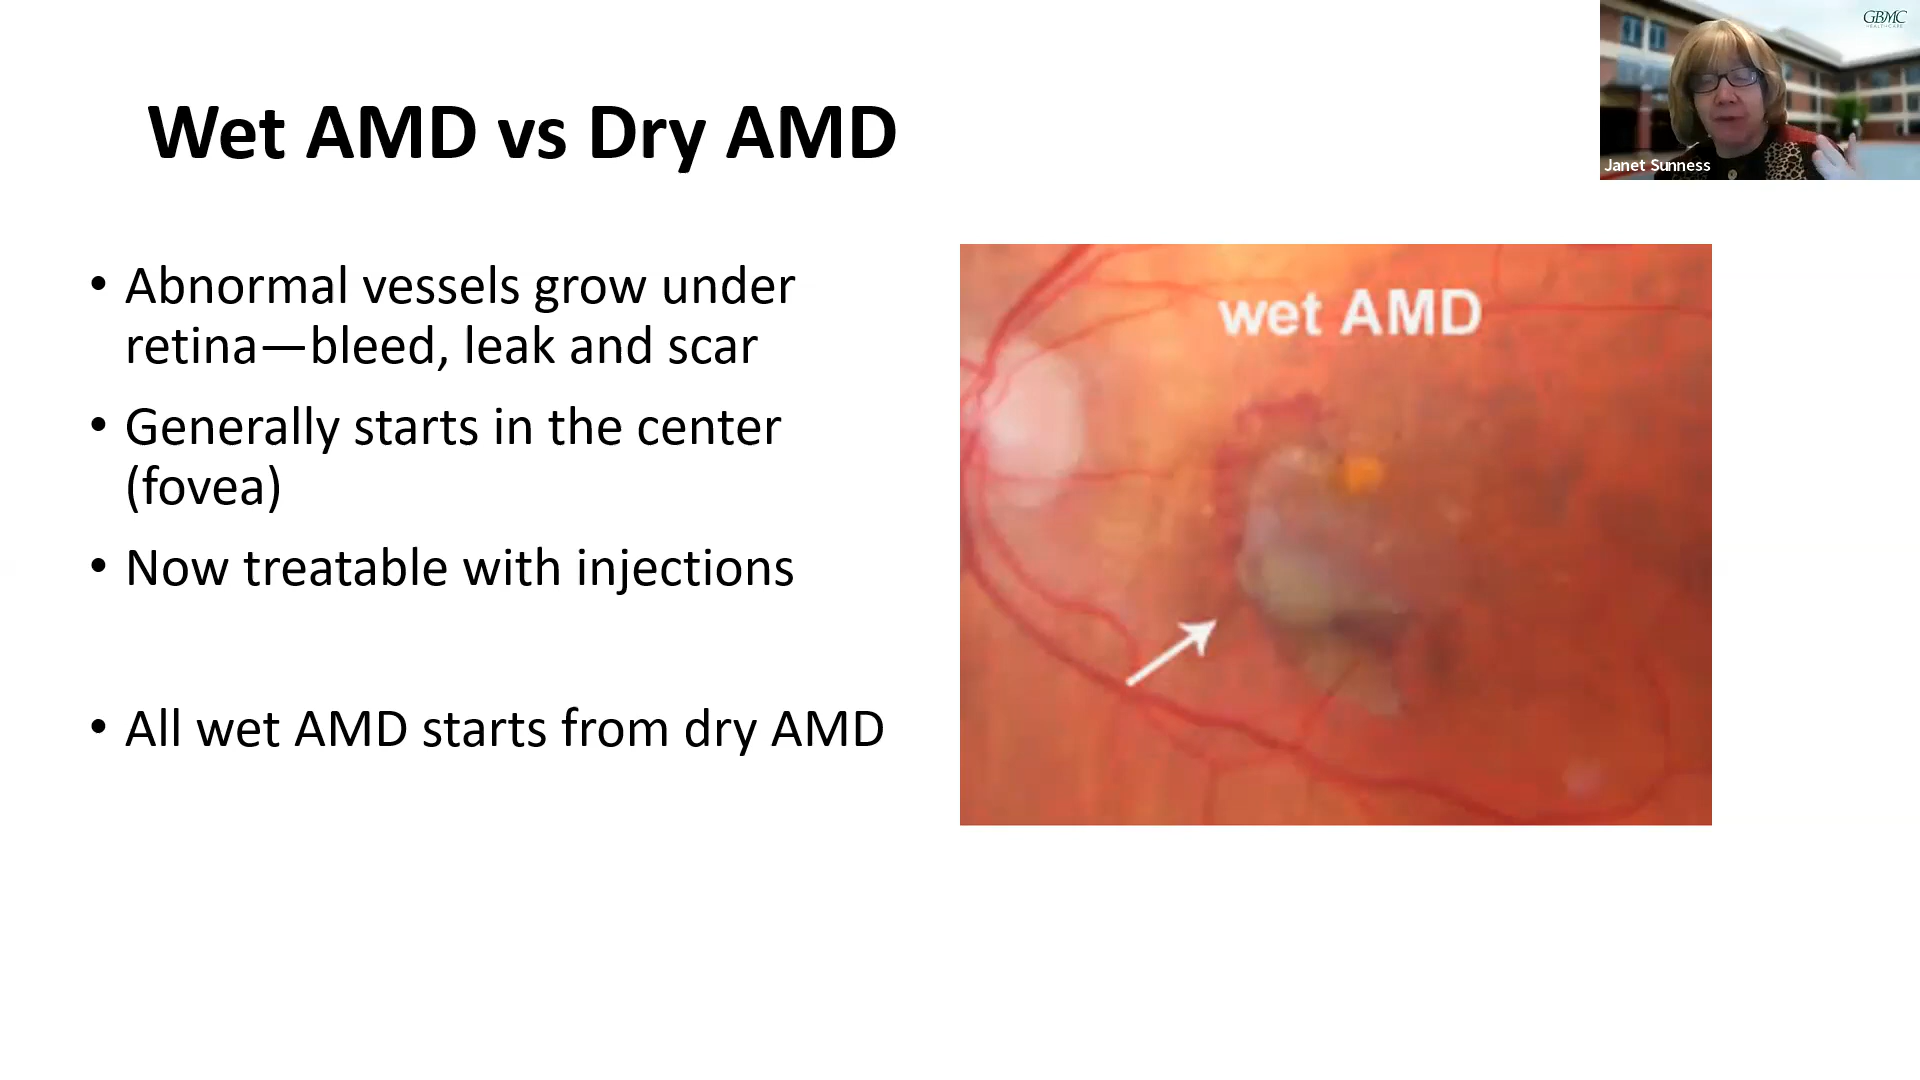 Wet AMD vs Dry AMD
GBMC
HEALTHCARE
Janet Sunness
• Abnormal vessels grow under
retina—bleed, leak and scar
• Generally starts in the center
(fovea)
• Now treatable with injections
• All wet AMD starts from dry AMD
wet AMD